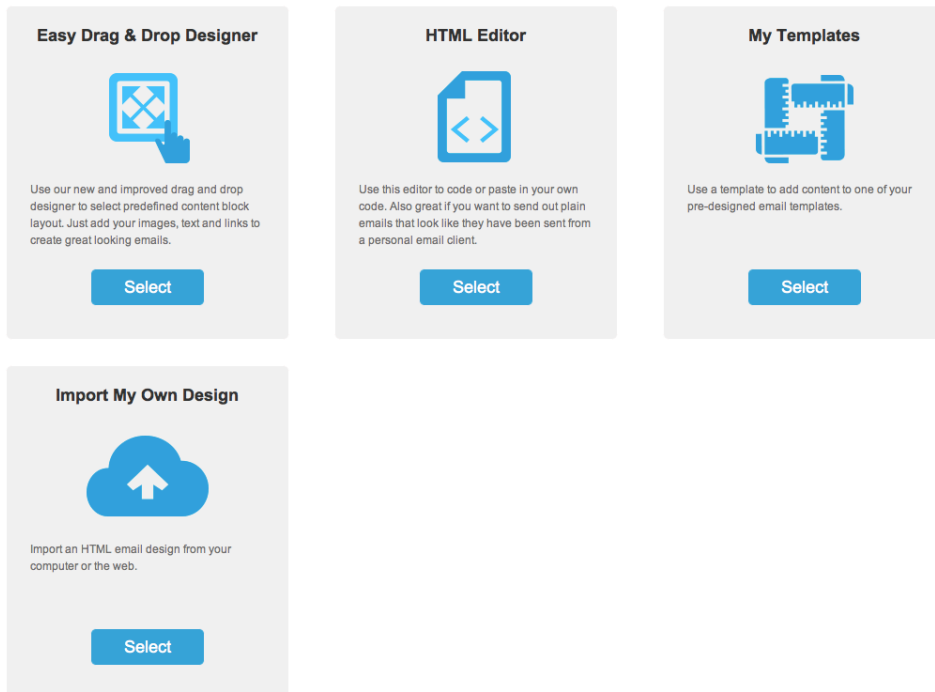 Easy Drag & Drop Designer
Use our new and improved drag and drop
designer to select predefined content block
layout. Just add your images, text and links to
create great looking emails.
Select
HTML Editor
Use this editor to code or paste in your own
code. Also great if you want to send out plain
emails that look like they have been sent from
a personal email client.
Select
My Templates
Use a template to add content to one of your
pre-designed email templates.
Select
Import My Own Design
Import an HTML email design from your
computer or the web.
Select